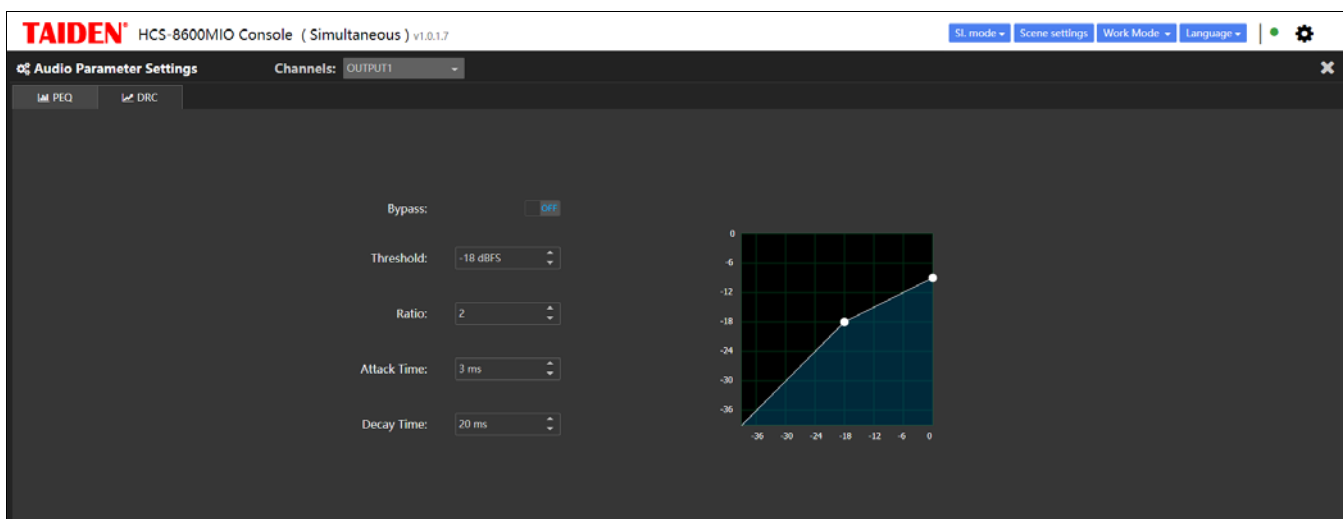 TAIDEN® HCS-8600MIO Console ( Simultaneous ) v1.0.1.7 SI. mode Scene settings Work Mode Language
Audio Parameter Settings Channels: OUTPUT1
PEQ DRC
Bypass: OFF
Threshold: -18 dBFS
Ratio: 2
Attack Time: 3 ms
Decay Time: 20 ms
0
-6
-12
-18
-24
-30
-36
-36 -30 -24 -18 -12 -6 0